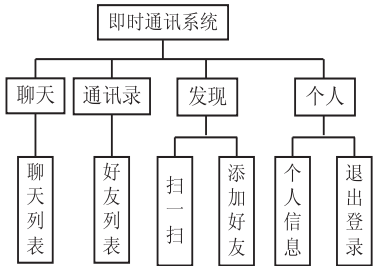 即时通讯系统
聊天
通讯录
发现
个人
聊天列表
好友列表
扫一扫
添加好友
个人信息
退出登录